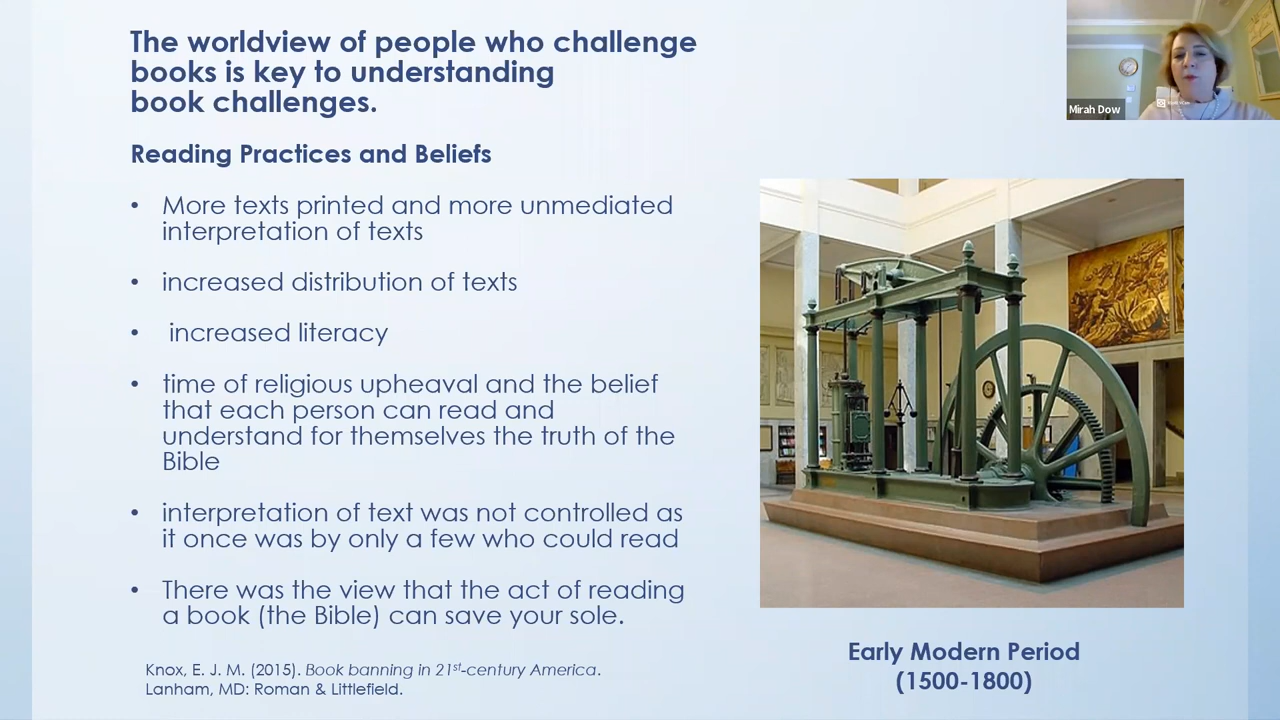 The worldview of people who challenge
books is key to understanding
book challenges.
Reading Practices and Beliefs
• More texts printed and more unmediated
interpretation of texts
• increased distribution of texts
• increased literacy
• time of religious upheaval and the belief
that each person can read and
understand for themselves the truth of the
Bible
• interpretation of text was not controlled as
it once was by only a few who could read
• There was the view that the act of reading
a book (the Bible) can save your sole.
Knox, E. J. M. (2015). Book banning in 21st-century America.
Lanham, MD: Roman & Littlefield.
Early Modern Period
(1500-1800)
Mirah Dow